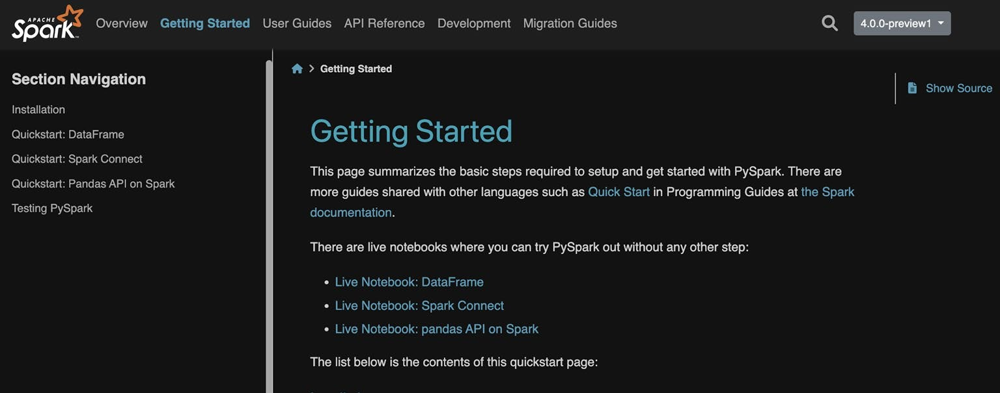 APACHE
Spark™
Overview Getting Started User Guides API Reference Development Migration Guides
4.0.0-preview1
Section Navigation
Installation
Quickstart: DataFrame
Quickstart: Spark Connect
Quickstart: Pandas API on Spark
Testing PySpark
Getting Started
Show Source
Getting Started
This page summarizes the basic steps required to setup and get started with PySpark. There are
more guides shared with other languages such as Quick Start in Programming Guides at the Spark
documentation.
There are live notebooks where you can try PySpark out without any other step:
• Live Notebook: DataFrame
• Live Notebook: Spark Connect
• Live Notebook: pandas API on Spark
The list below is the contents of this quickstart page: